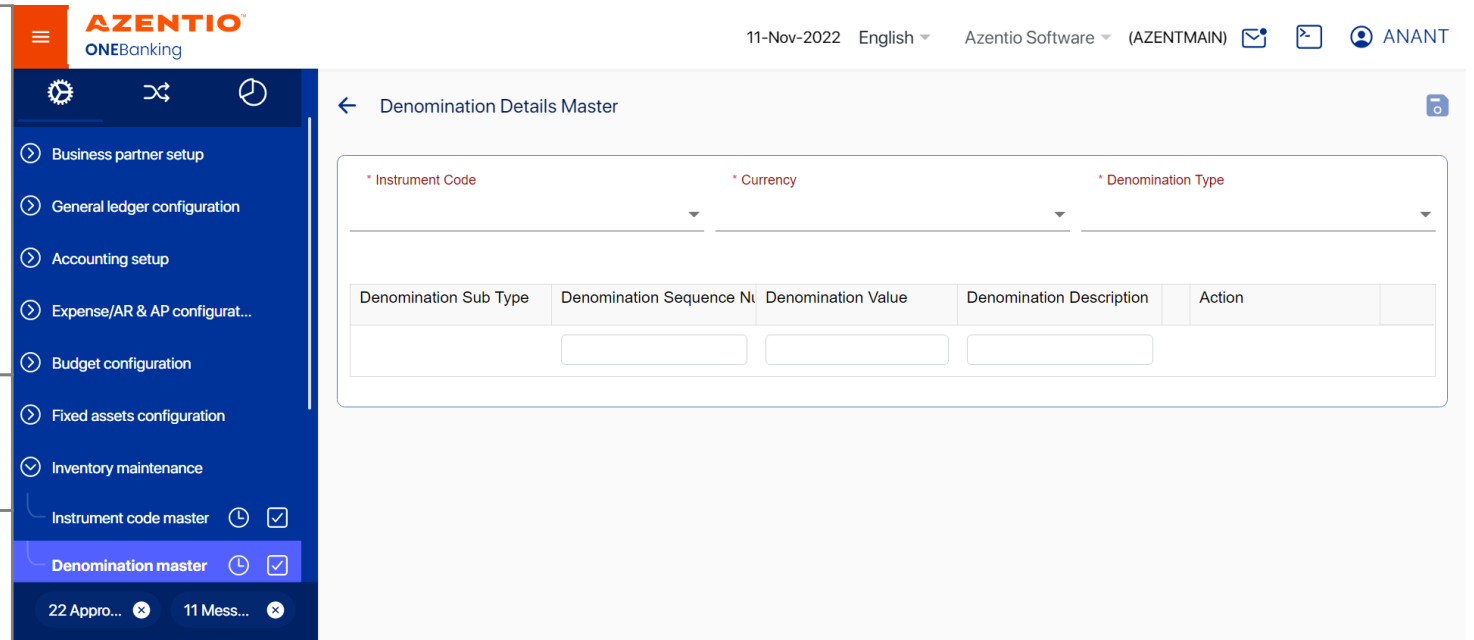 AZENTIO
ONEBanking
11-Nov-2022 English Azentio Software (AZENTMAIN) ANANT
Denomination Details Master
Business partner setup
General ledger configuration
Accounting setup
Expense/AR & AP configurat...
Budget configuration
Fixed assets configuration
Inventory maintenance
Instrument code master
Denomination master
22 Appro... 11 Mess...
* Instrument Code * Currency * Denomination Type
Denomination Sub Type Denomination Sequence Nu Denomination Value Denomination Description Action